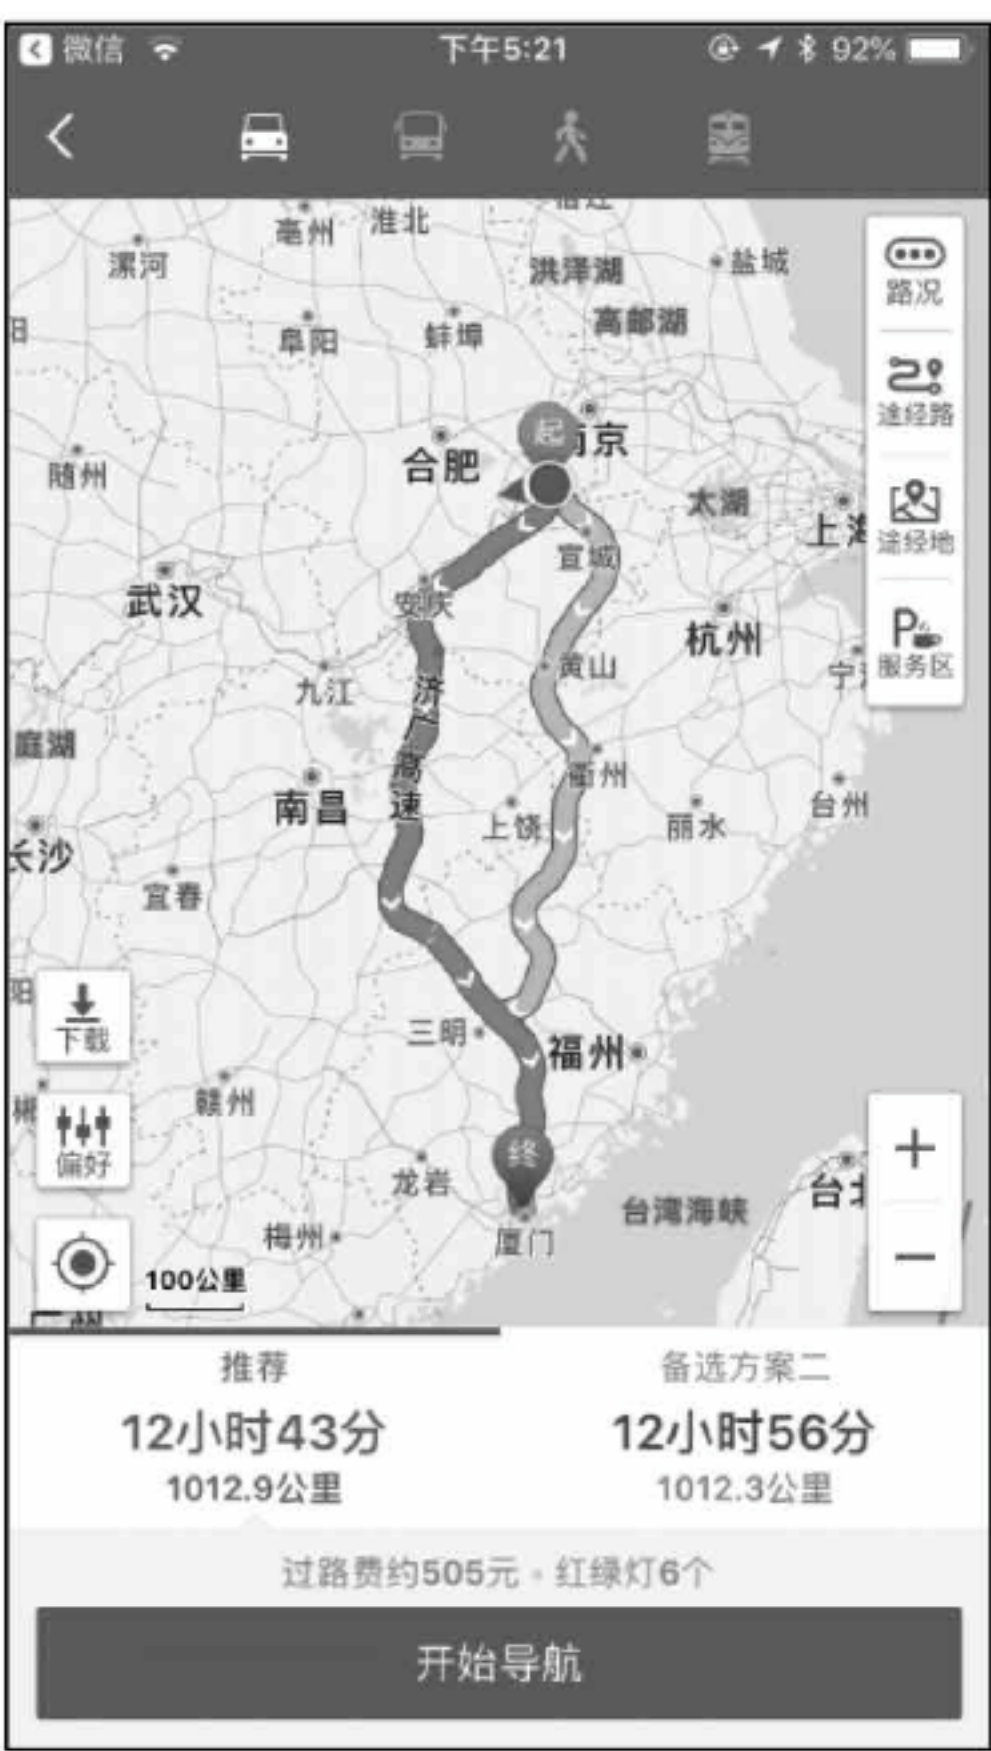 微信
下午5:21
92%
亳州
淮北
漯河
洪泽湖
盐城
路况
高邮湖
阜阳
蚌埠
途经路
起
京
合肥
随州
太湖
上海
途经地
宣城
武汉
安庆
杭州
服务区
黄山
九江
济广高速
庭湖
衢州
南昌
上饶
丽水
台州
长沙
宜春
下载
三明
福州
赣州
偏好
终
龙岩
台湾海峡
梅州
厦门
100公里
推荐
备选方案二
12小时43分
12小时56分
1012.9公里
1012.3公里
过路费约505元·红绿灯6个
开始导航